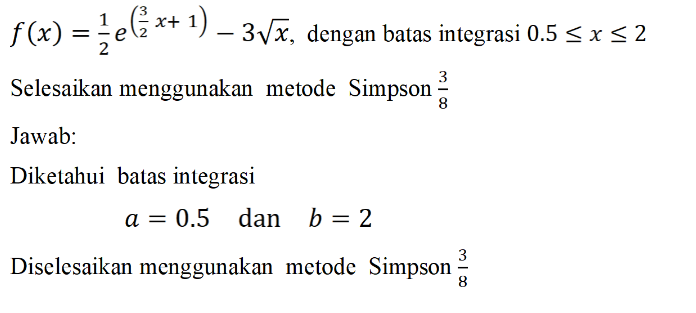 f(x) = 1/2 e^(3/2 x+ 1) − 3√x, dengan batas integrasi 0.5 ≤ x ≤ 2
Selesaikan menggunakan metode Simpson 3/8
Jawab:
Diketahui batas integrasi
a = 0.5 dan b = 2
Diselesaikan menggunakan metode Simpson 3/8